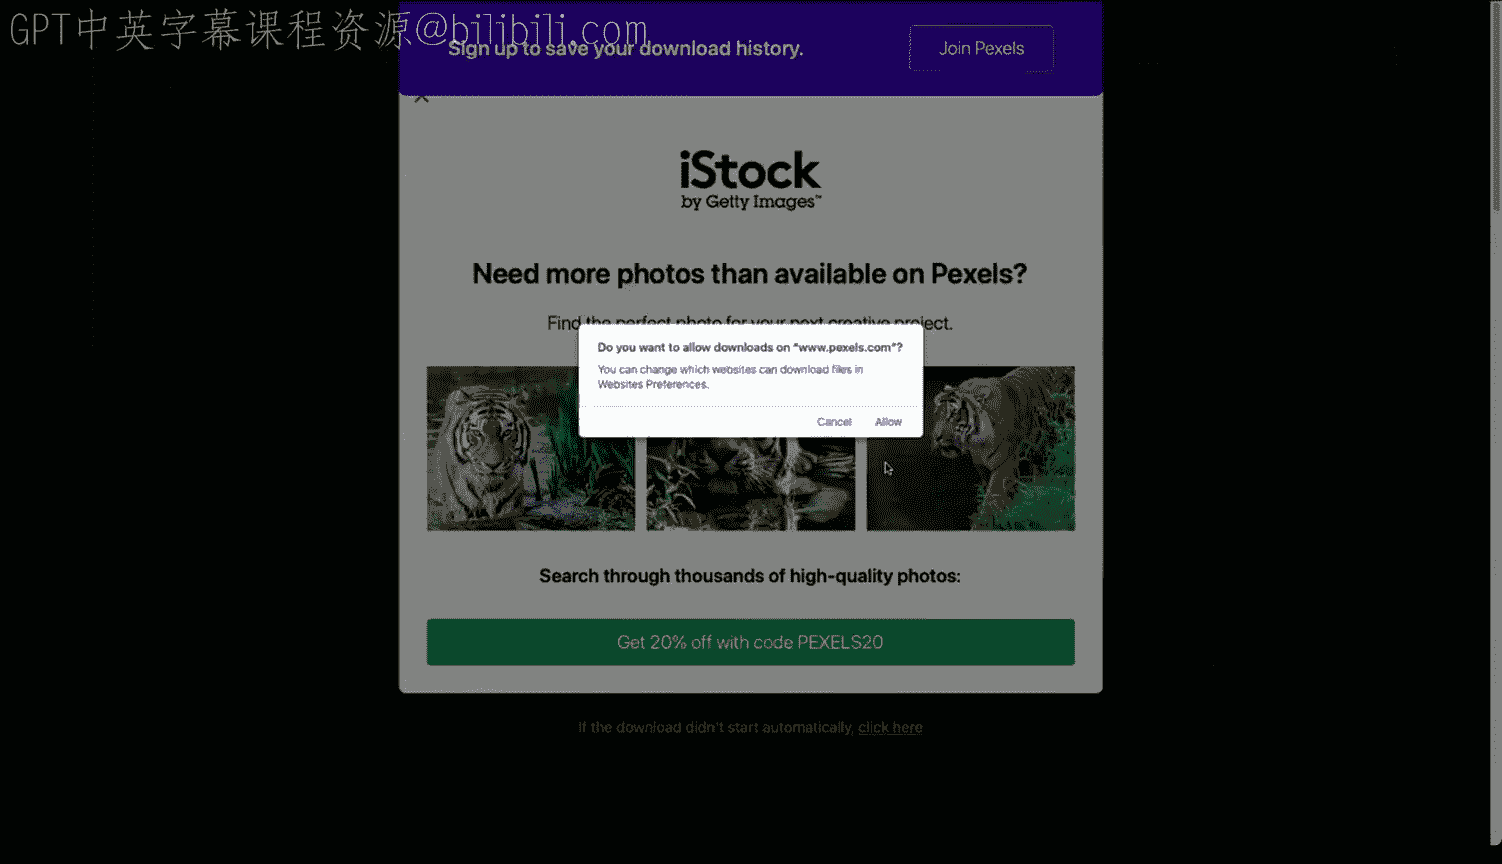 GPT中英字幕课程资源@bilibili.com
Sign up to save your download history.
Join Pexels
iStock
by Getty Images™
Need more photos than available on Pexels?
Find the perfect photo for your next creative project.
Do you want to allow downloads on “www.pexels.com”?
You can change which websites can download files in
Websites Preferences.
Cancel Allow
Search through thousands of high-quality photos:
Get 20% off with code PEXELS20
If the download didn't start automatically, click here